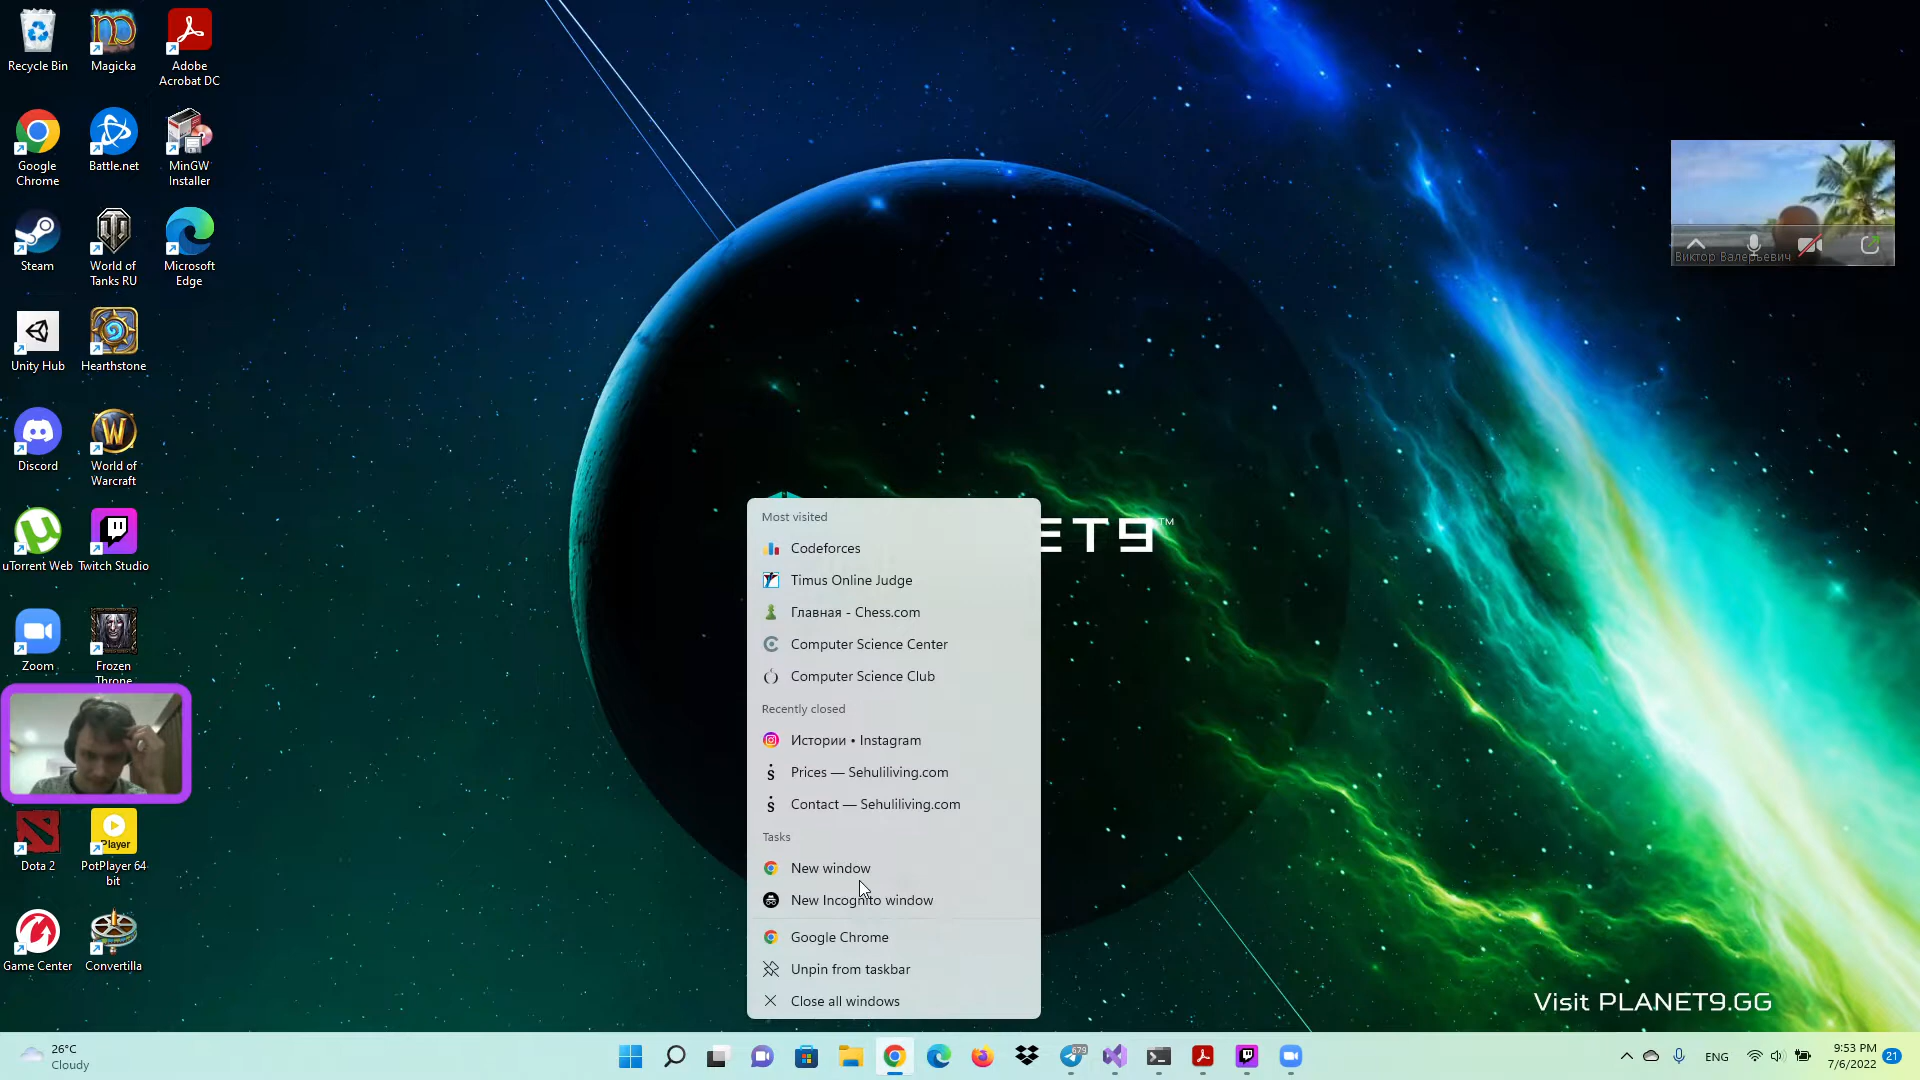 Recycle Bin
Magicka
Adobe
Acrobat DC
Google
Chrome
Battle.net
MinGW
Installer
Steam
World of
Tanks RU
Microsoft
Edge
Unity Hub
Hearthstone
Discord
World of
Warcraft
uTorrent Web
Twitch Studio
Zoom
Frozen
Throne
Dota 2
Player
PotPlayer 64
bit
Game Center
Convertilla
Виктор Валерьевич
ET9™
Most visited
Codeforces
Timus Online Judge
Главная - Chess.com
Computer Science Center
Computer Science Club
Recently closed
Истории • Instagram
Prices — Sehuliliving.com
Contact — Sehuliliving.com
Tasks
New window
New Incognito window
Google Chrome
Unpin from taskbar
Close all windows
Visit PLANET9.GG
26°C
Cloudy
679
ENG
9:53 PM
7/6/2022
21